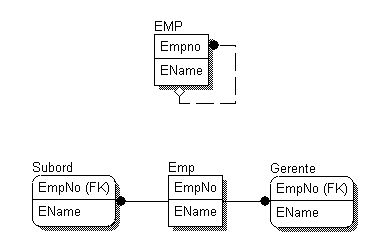 EMP
Empno
EName
Subord
EmpNo (FK)
EName
Emp
EmpNo
EName
Gerente
EmpNo (FK)
EName